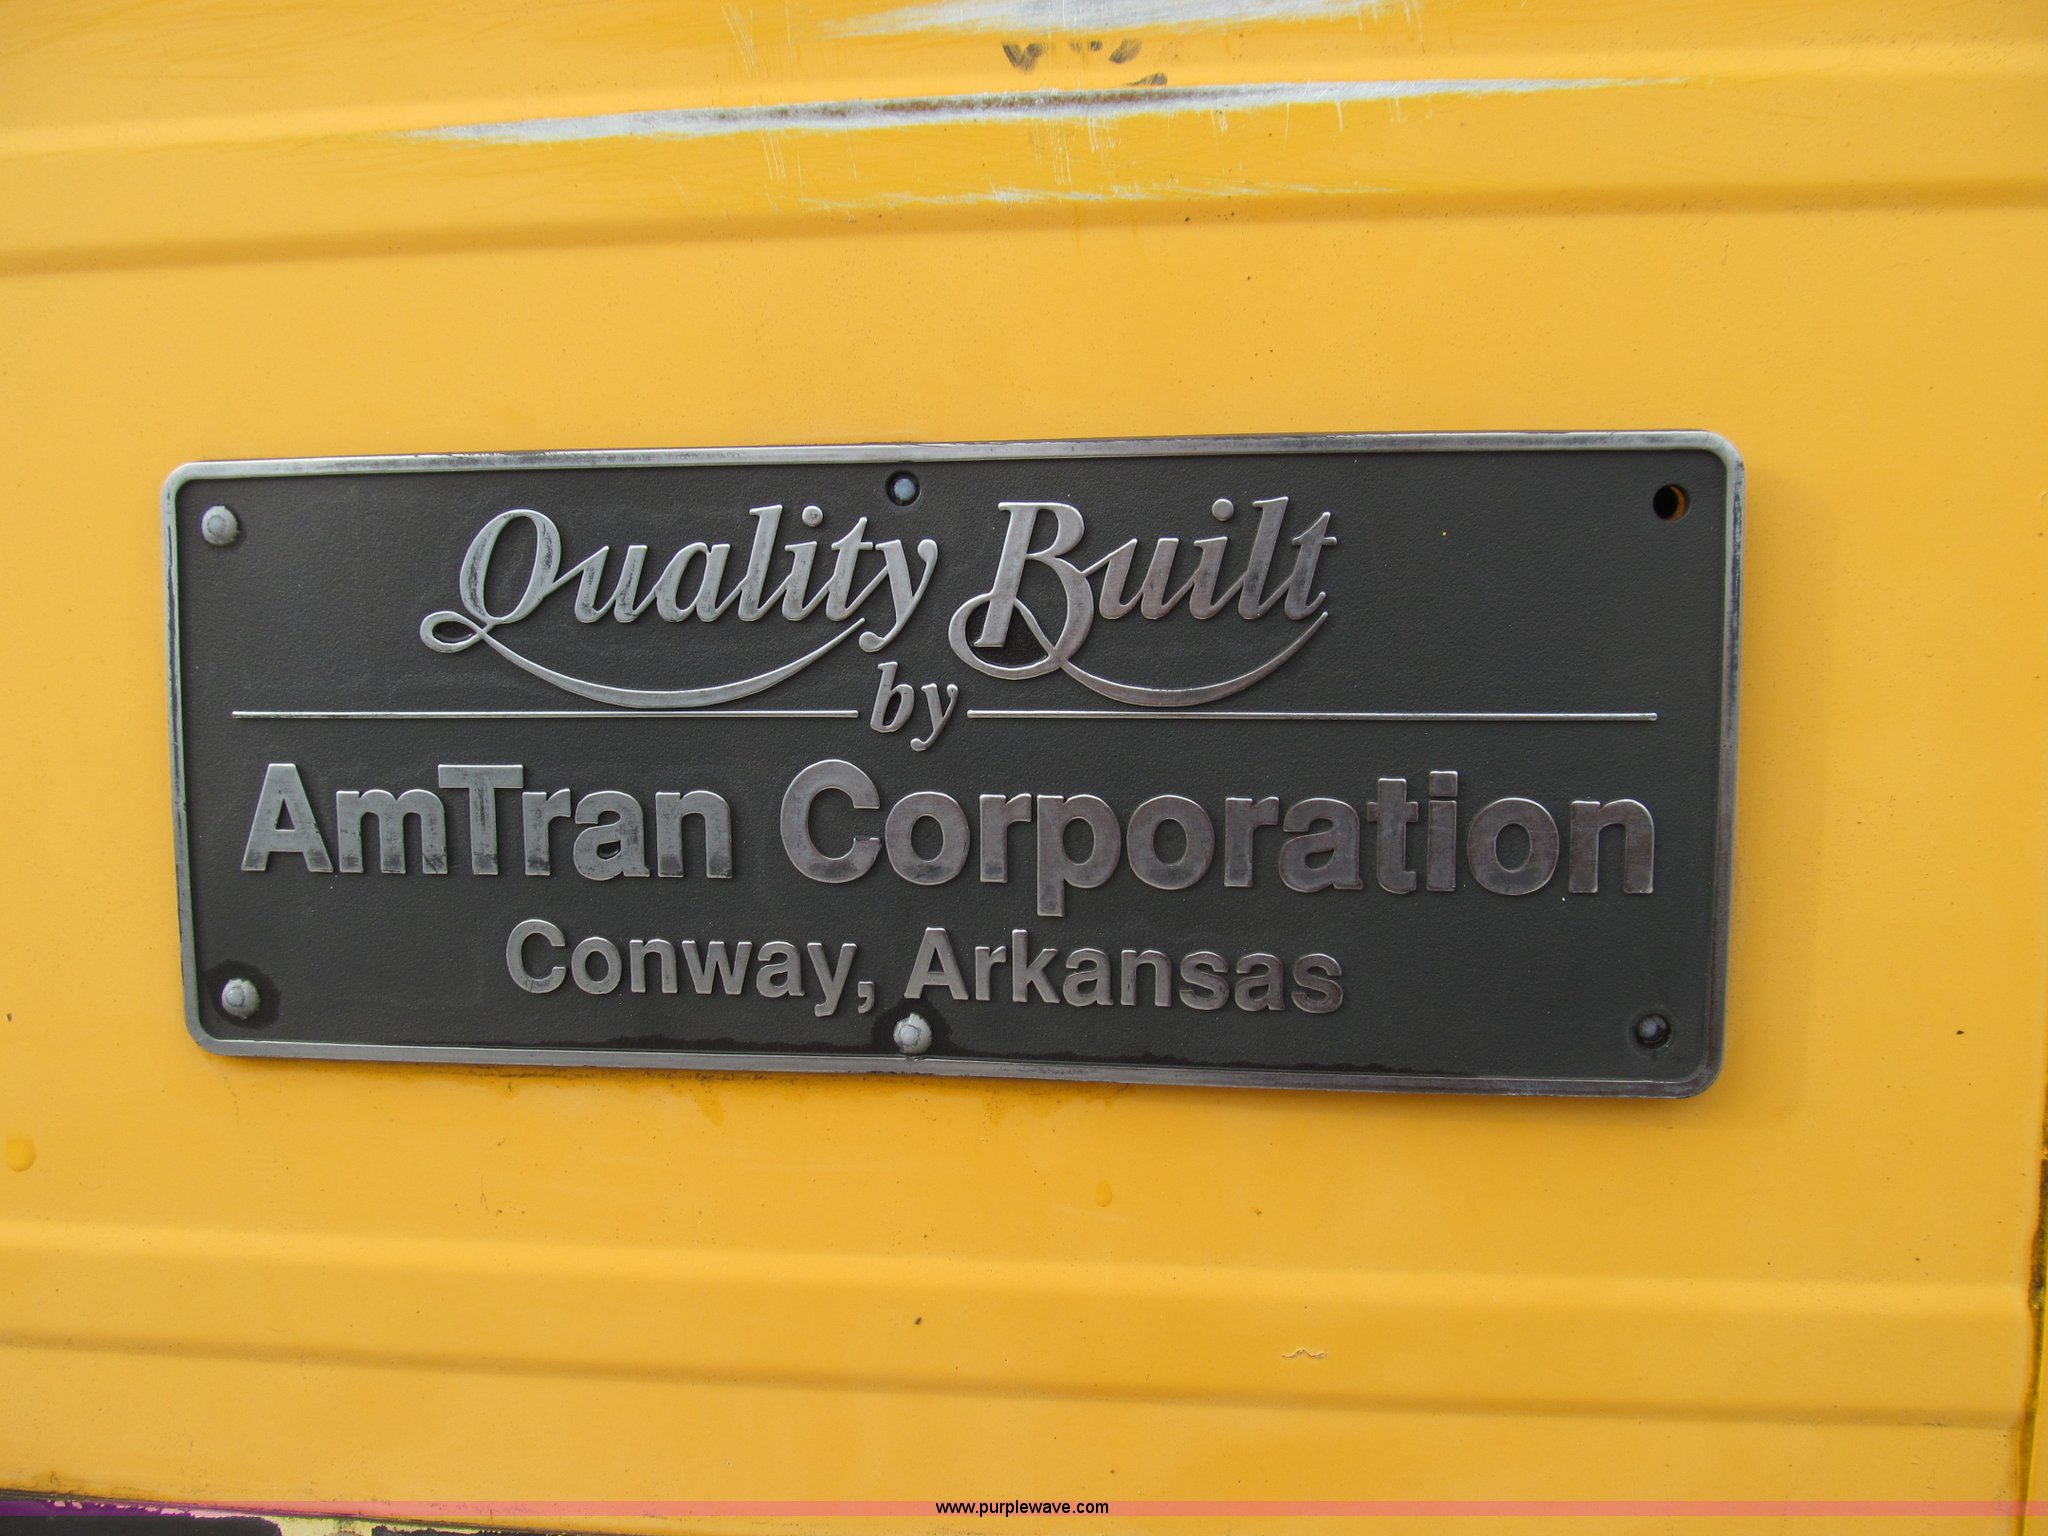 Quality Built
by
AmTran Corporation
Conway, Arkansas
www.purplewave.com